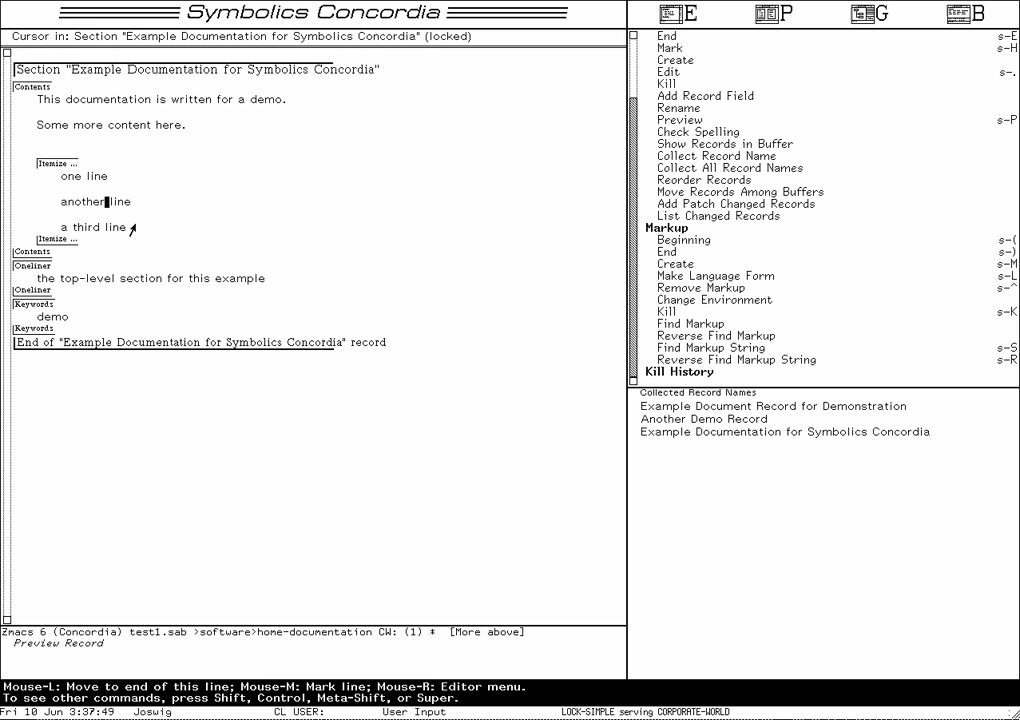 Symbolics Concordia
Cursor in: Section "Example Documentation for Symbolics Concordia" (locked)
Section "Example Documentation for Symbolics Concordia"
Contents
This documentation is written for a demo.
Some more content here.
Itemize ...
one line
another line
a third line
Itemize ...
Contents
Oneliner
the top-level section for this example
Oneliner
Keywords
demo
Keywords
End of "Example Documentation for Symbolics Concordia" record
Zmacs 6 (Concordia) test1.sab >software>home-documentation CW: (1) * [More above]
Preview Record
E P G B
End s-E
Mark s-H
Create
Edit s-.
Kill
Add Record Field
Rename
Preview s-P
Check Spelling
Show Records in Buffer
Collect Record Name
Collect All Record Names
Reorder Records
Move Records Among Buffers
Add Patch Changed Records
List Changed Records
Markup
Beginning s-(
End s-)
Create s-M
Make Language Form s-L
Remove Markup s-^
Change Environment
Kill s-K
Find Markup
Reverse Find Markup
Find Markup String s-S
Reverse Find Markup String s-R
Kill History
Collected Record Names
Example Document Record for Demonstration
Another Demo Record
Example Documentation for Symbolics Concordia
Mouse-L: Move to end of this line; Mouse-M: Mark line; Mouse-R: Editor menu.
To see other commands, press Shift, Control, Meta-Shift, or Super.
Fri 10 Jun 3:37:49 Joswig CL USER: User Input LOCK-SIMPLE serving CORPORATE-WORLD